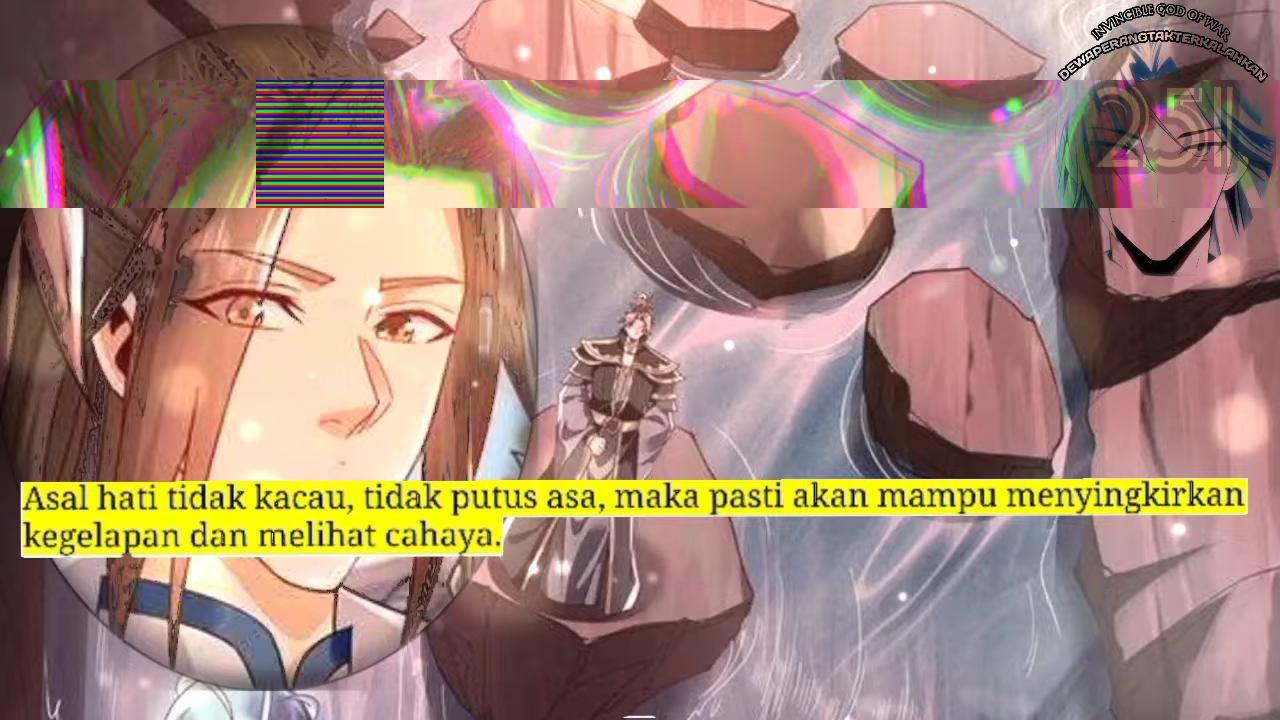 INVINCIBLE GOD OF WAR
DEWAPERANGTAKTERKALAHKAN
251
Asal hati tidak kacau, tidak putus asa, maka pasti akan mampu menyingkirkan
kegelapan dan melihat cahaya.